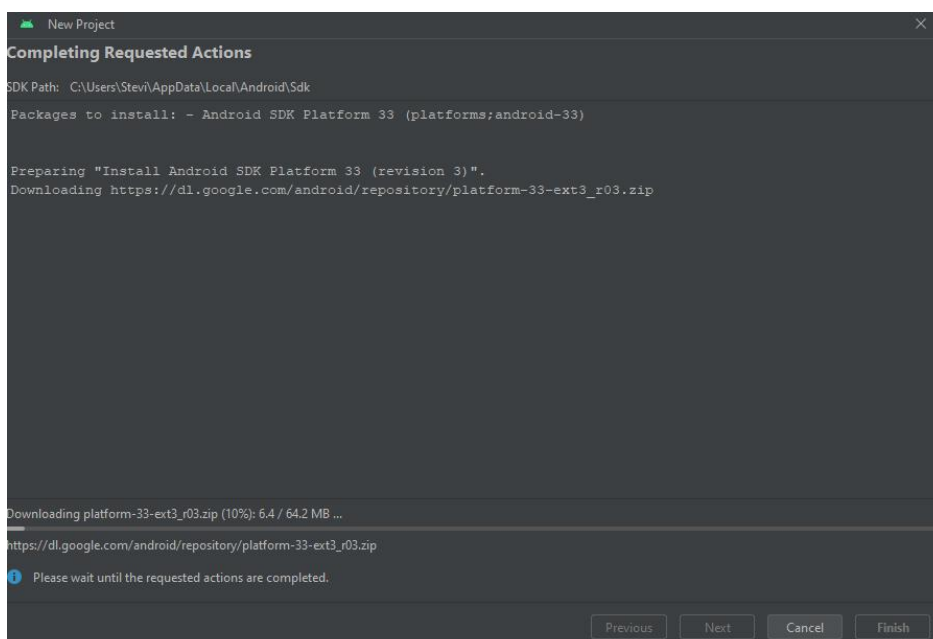 New Project
Completing Requested Actions
SDK Path: C:\Users\Stevi\AppData\Local\Android\Sdk
Packages to install: - Android SDK Platform 33 (platforms;android-33)
Preparing "Install Android SDK Platform 33 (revision 3)".
Downloading https://dl.google.com/android/repository/platform-33-ext3_r03.zip
Downloading platform-33-ext3_r03.zip (10%): 6.4 / 64.2 MB ...
https://dl.google.com/android/repository/platform-33-ext3_r03.zip
Please wait until the requested actions are completed.
Previous Next Cancel Finish